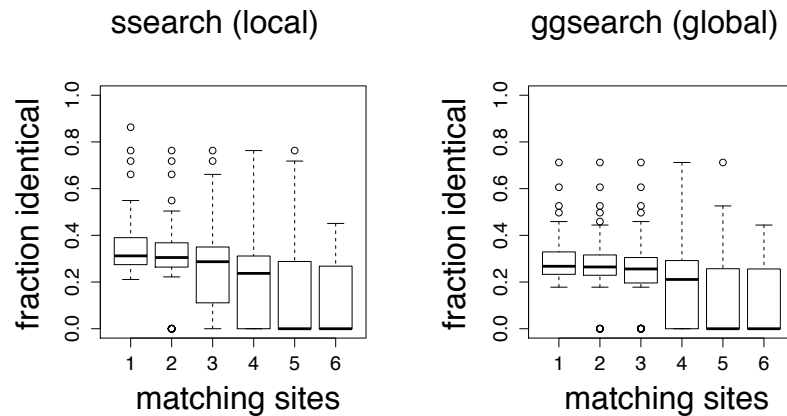 ssearch (local)
fraction identical
1.0
0.8
0.6
0.4
0.2
0.0
1 2 3 4 5 6
matching sites
ggsearch (global)
fraction identical
1.0
0.8
0.6
0.4
0.2
0.0
1 2 3 4 5 6
matching sites